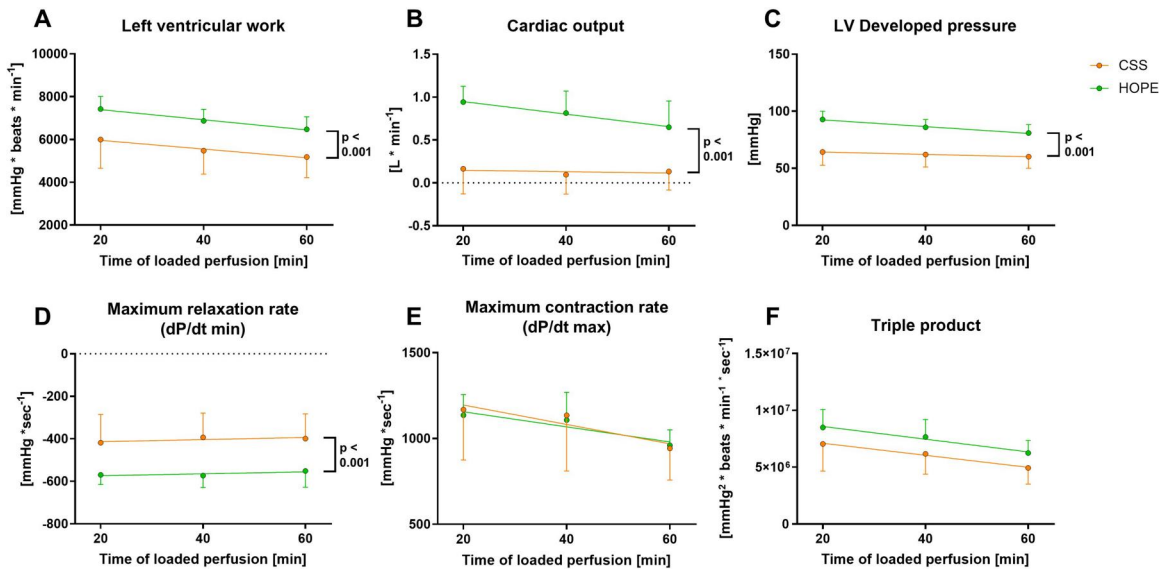 A
Left ventricular work
[mmHg * beats * min⁻¹]
10000
8000
6000
4000
2000
20 40 60
Time of loaded perfusion [min]
p <
0.001
B
Cardiac output
[L * min⁻¹]
1.5
1.0
0.5
0.0
-0.5
20 40 60
Time of loaded perfusion [min]
p <
0.001
C
LV Developed pressure
[mmHg]
150
100
50
0
20 40 60
Time of loaded perfusion [min]
p <
0.001
CSS
HOPE
D
Maximum relaxation rate
(dP/dt min)
[mmHg *sec⁻¹]
0
-200
-400
-600
-800
20 40 60
Time of loaded perfusion [min]
p <
0.001
E
Maximum contraction rate
(dP/dt max)
[mmHg *sec⁻¹]
1500
1000
500
20 40 60
Time of loaded perfusion [min]
F
Triple product
[mmHg² * beats * min⁻¹ * sec⁻¹]
1.5×10⁷
1×10⁷
5×10⁶
0
20 40 60
Time of loaded perfusion [min]